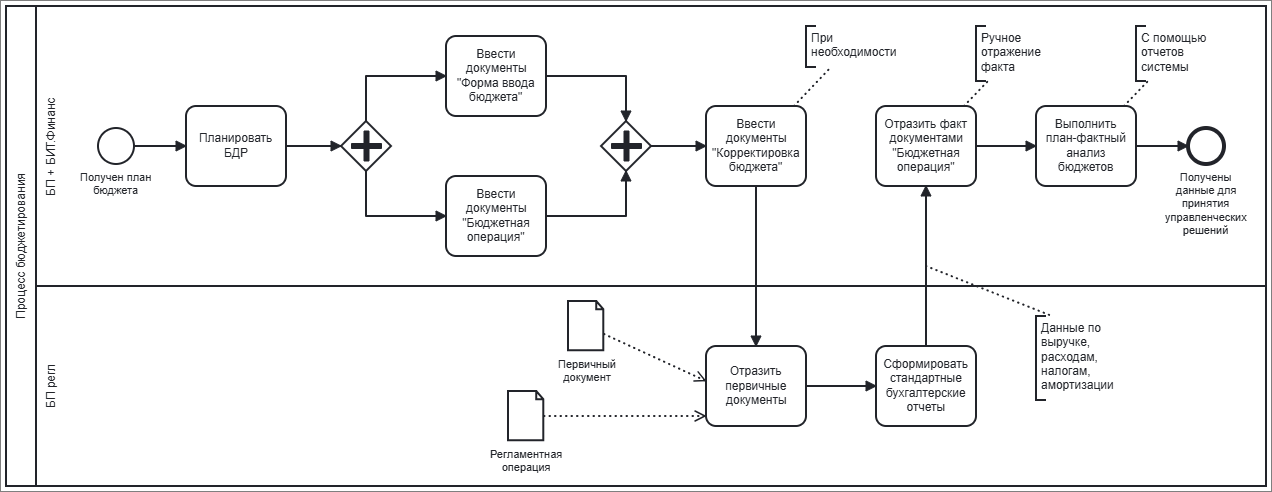 Процесс бюджетирования
БП + БИТ.Финанс
Получен план
бюджета
Планировать
БДР
Ввести
документы
"Форма ввода
бюджета"
Ввести
документы
"Бюджетная
операция"
При
необходимости
Ввести
документы
"Корректировка
бюджета"
Ручное
отражение
факта
Отразить факт
документами
"Бюджетная
операция"
С помощью
отчетов
системы
Выполнить
план-фактный
анализ
бюджетов
Получены
данные для
принятия
управленческих
решений
БП регл
Первичный
документ
Регламентная
операция
Отразить
первичные
документы
Сформировать
стандартные
бухгалтерские
отчеты
Данные по
выручке,
расходам,
налогам,
амортизации